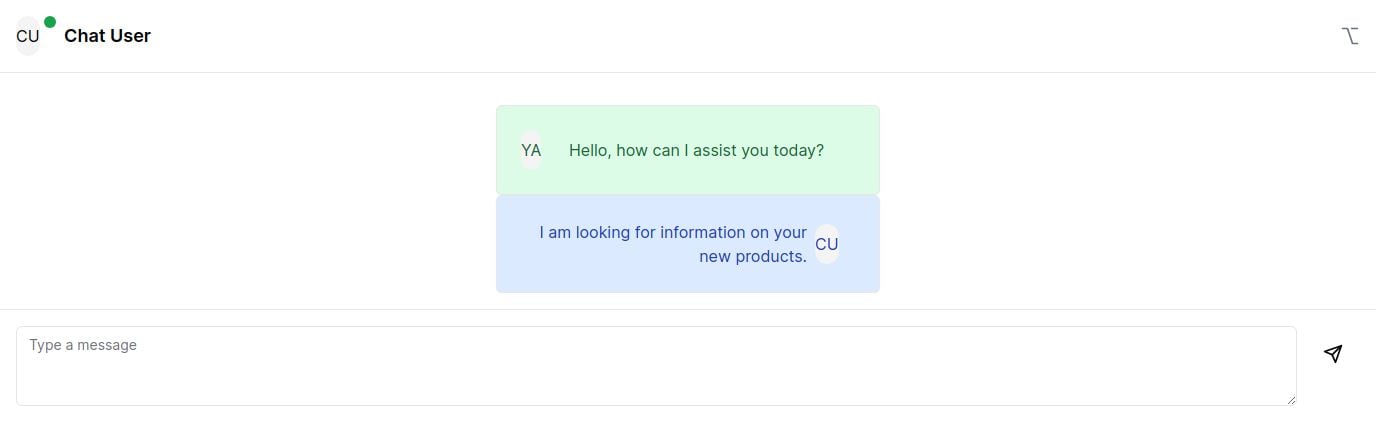 CU Chat User
YA Hello, how can I assist you today?
I am looking for information on your
new products.
CU
Type a message